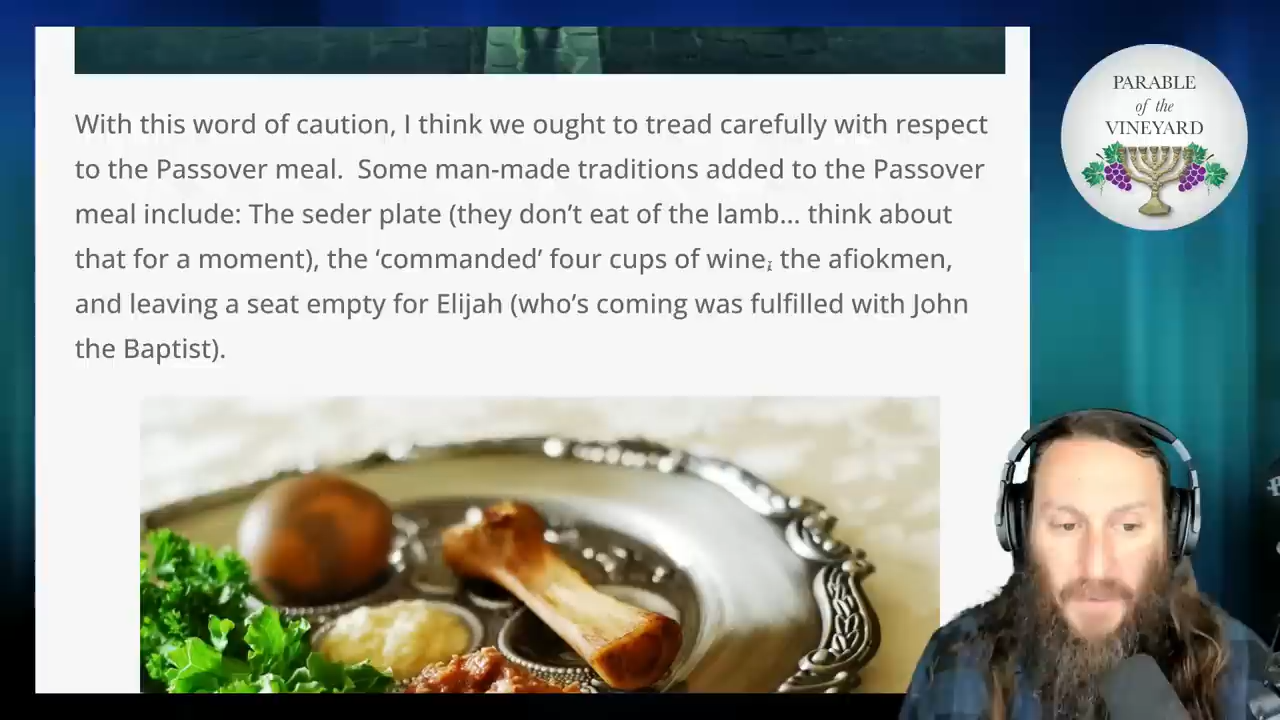 With this word of caution, I think we ought to tread carefully with respect
to the Passover meal.  Some man-made traditions added to the Passover
meal include: The seder plate (they don’t eat of the lamb… think about
that for a moment), the ‘commanded’ four cups of wine, the afiokmen,
and leaving a seat empty for Elijah (who’s coming was fulfilled with John
the Baptist).
PARABLE
of the
VINEYARD